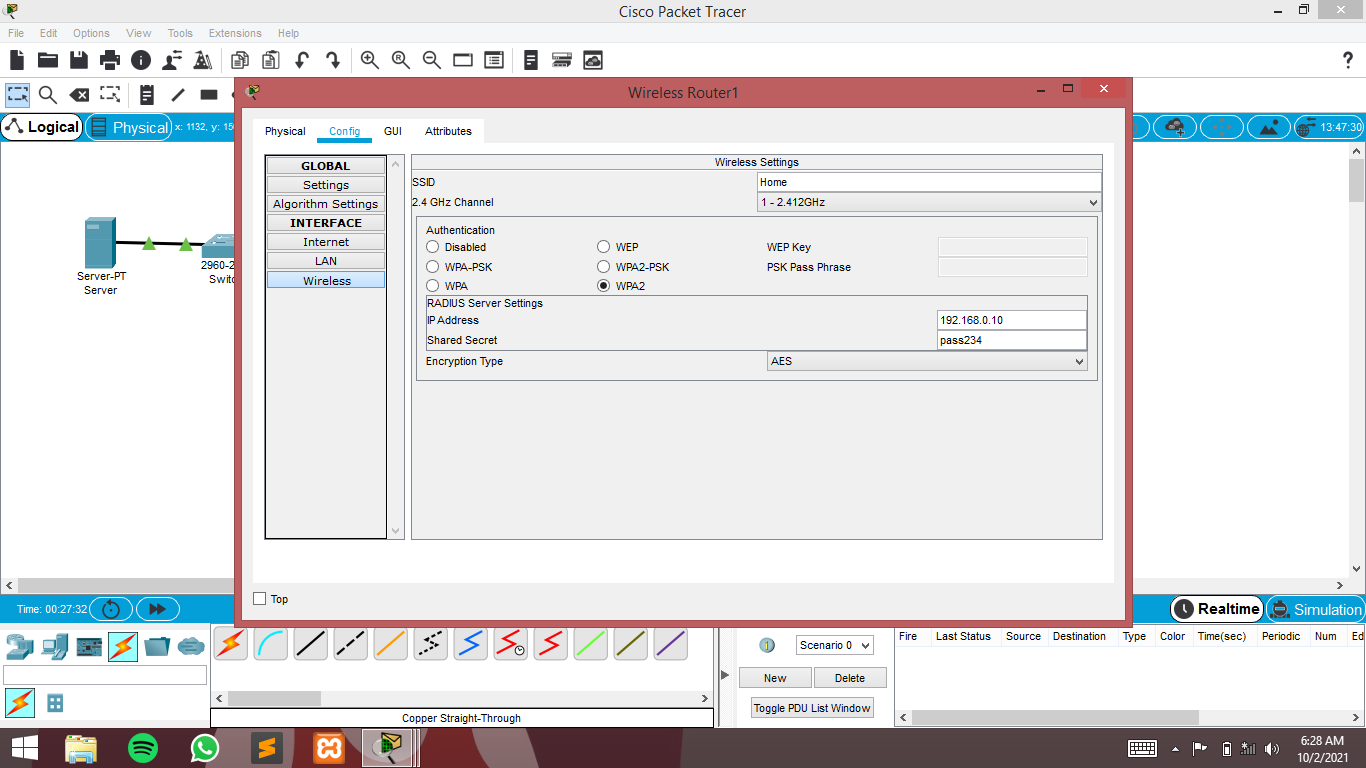 Cisco Packet Tracer
File Edit Options View Tools Extensions Help
?
Wireless Router1
Logical
Physical
x: 1132, y: 150
13:47:30
Physical Config GUI Attributes
GLOBAL
Settings
Algorithm Settings
INTERFACE
Internet
LAN
Wireless
Wireless Settings
SSID Home
2.4 GHz Channel 1 - 2.412GHz
Authentication
Disabled WEP WEP Key
WPA-PSK WPA2-PSK PSK Pass Phrase
WPA WPA2
RADIUS Server Settings
IP Address 192.168.0.10
Shared Secret pass234
Encryption Type AES
Server-PT
Server
2960-2
Switc
Top
Time: 00:27:32
Realtime
Simulation
Scenario 0
New Delete
Toggle PDU List Window
Fire Last Status Source Destination Type Color Time(sec) Periodic Num Ed
Copper Straight-Through
6:28 AM
10/2/2021